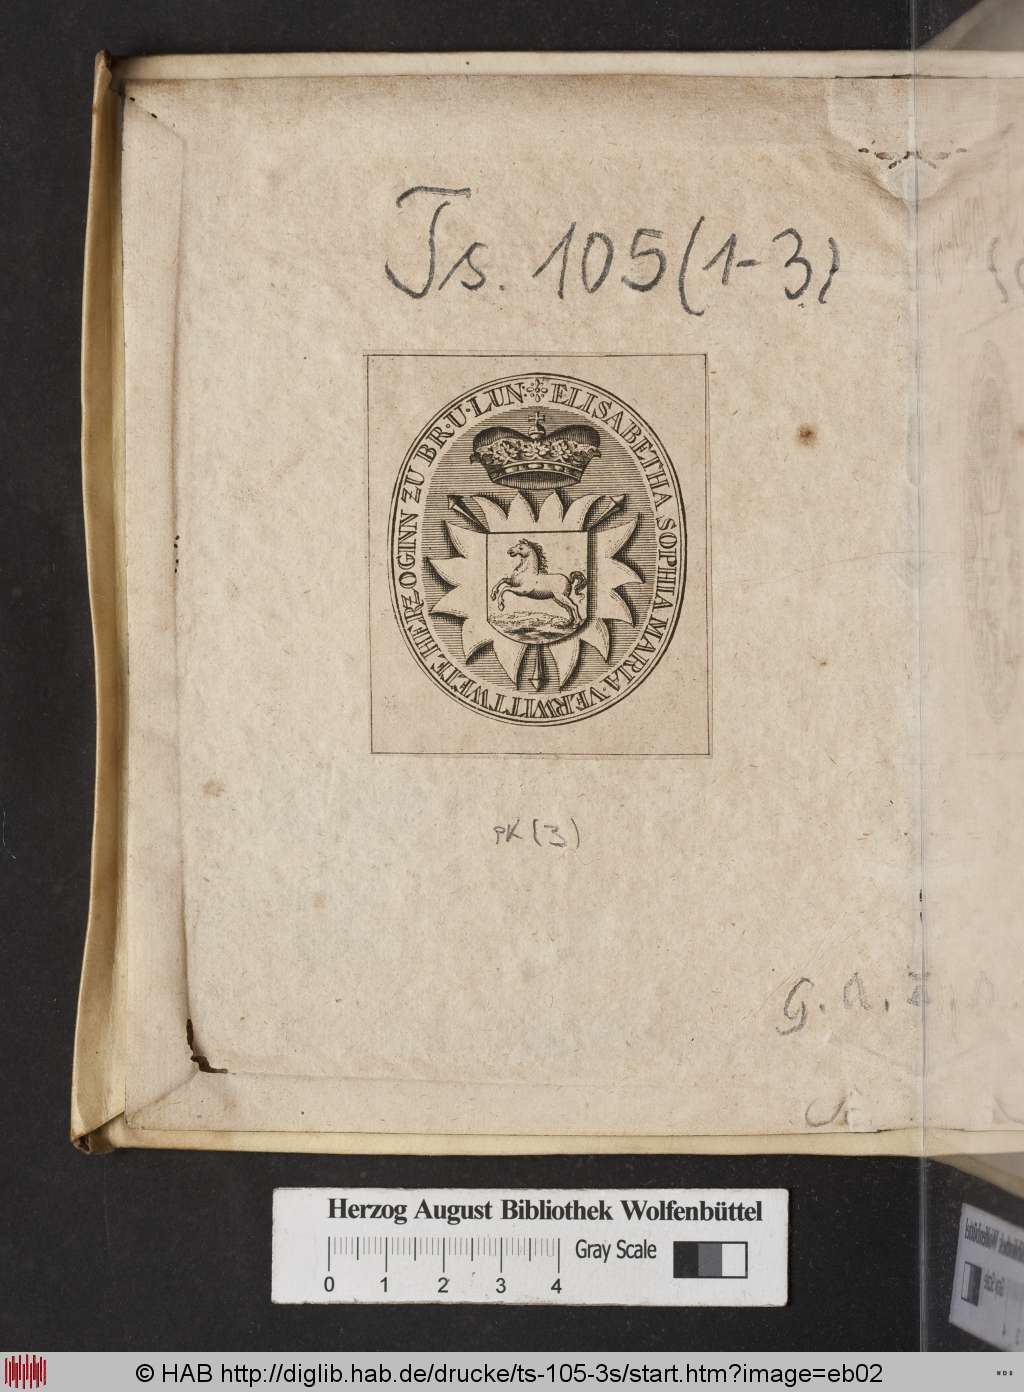 Ts. 105 (1-3)
ELISABETHA SOPHIA MARIA·VERWITTWETE HERZOGINN ZU BR·U·LUN·
PK (3)
G. A.
Herzog August Bibliothek Wolfenbüttel
Gray Scale
0 1 2 3 4
© HAB http://diglib.hab.de/drucke/ts-105-3s/start.htm?image=eb02